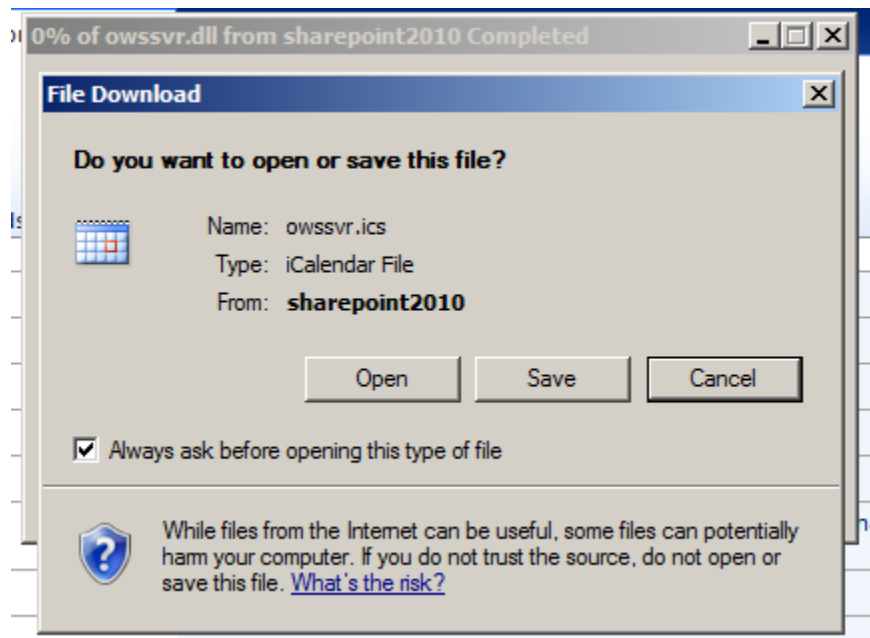 0% of owssvr.dll from sharepoint2010 Completed
File Download
Do you want to open or save this file?
Name: owssvr.ics
Type: iCalendar File
From: sharepoint2010
Open Save Cancel
Always ask before opening this type of file
While files from the Internet can be useful, some files can potentially
harm your computer. If you do not trust the source, do not open or
save this file. What's the risk?